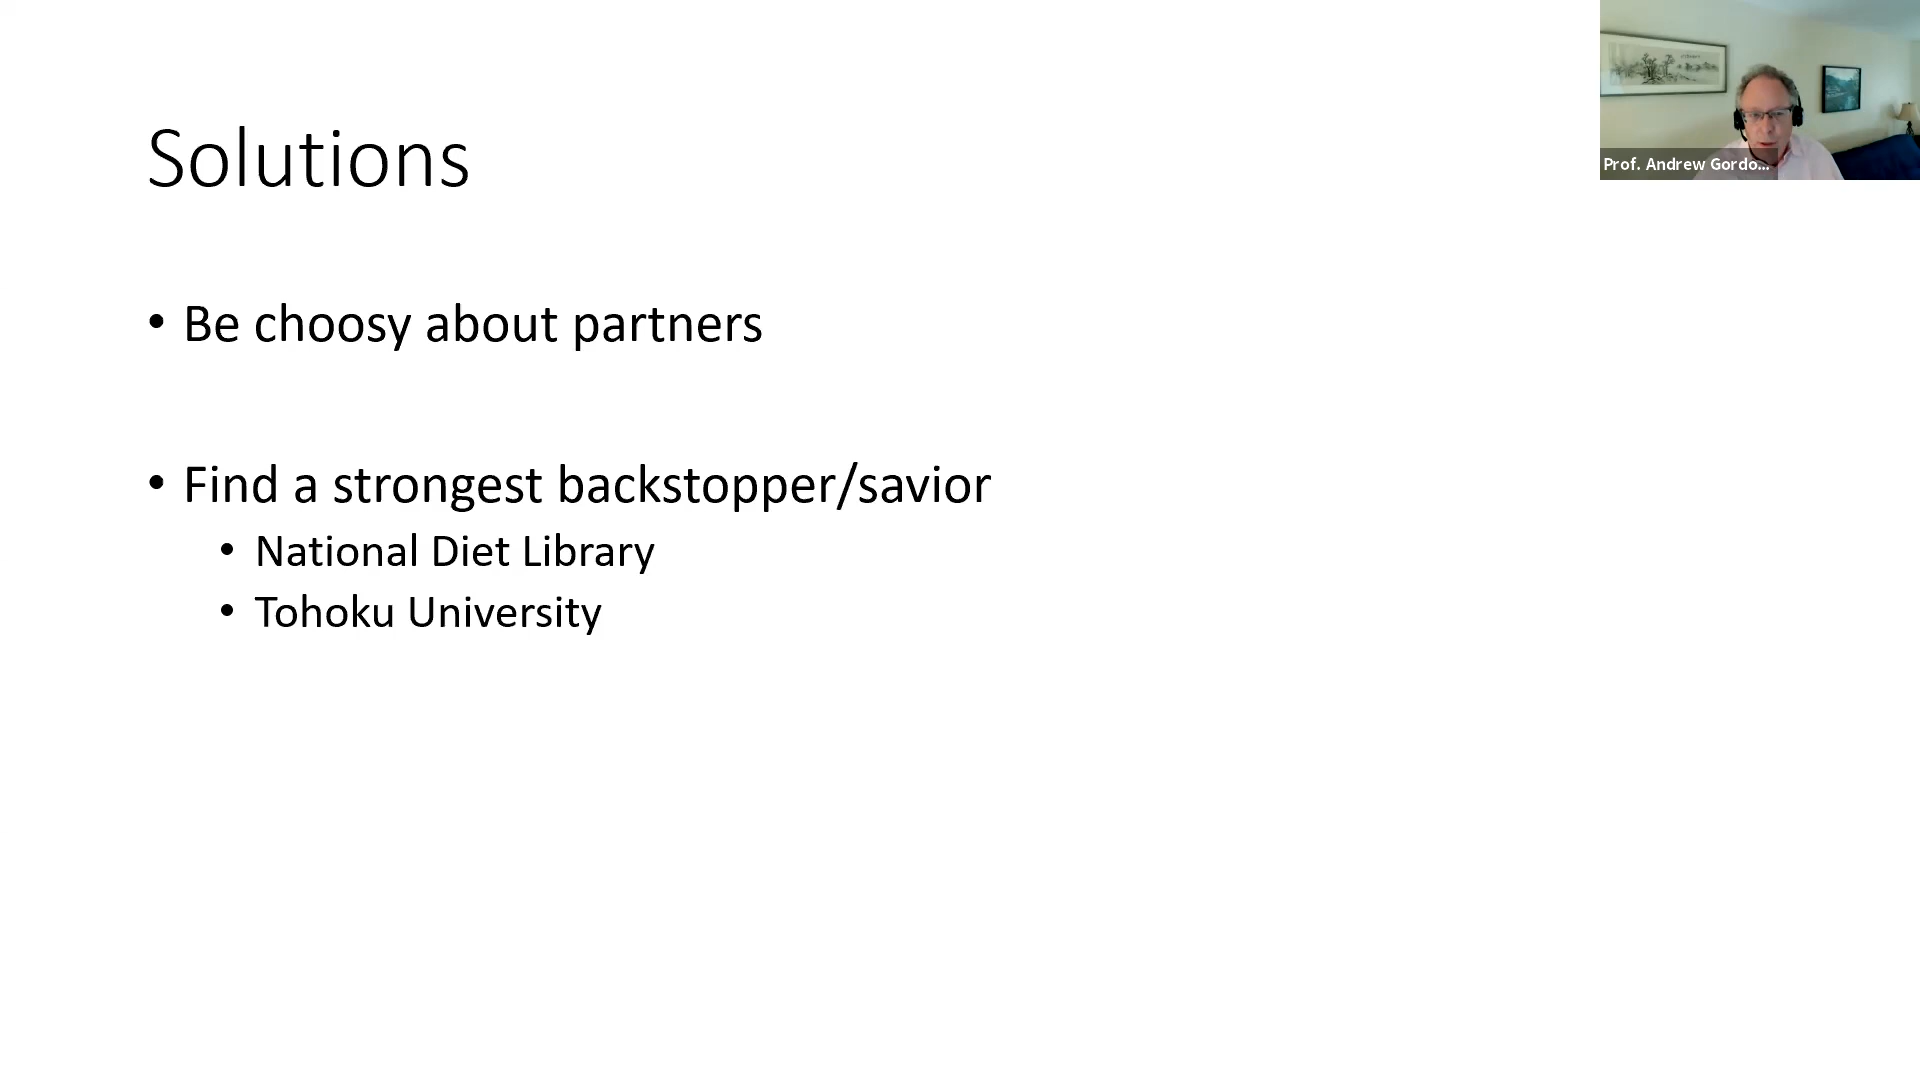 Solutions
• Be choosy about partners
• Find a strongest backstopper/savior
• National Diet Library
• Tohoku University
Prof. Andrew Gordo...